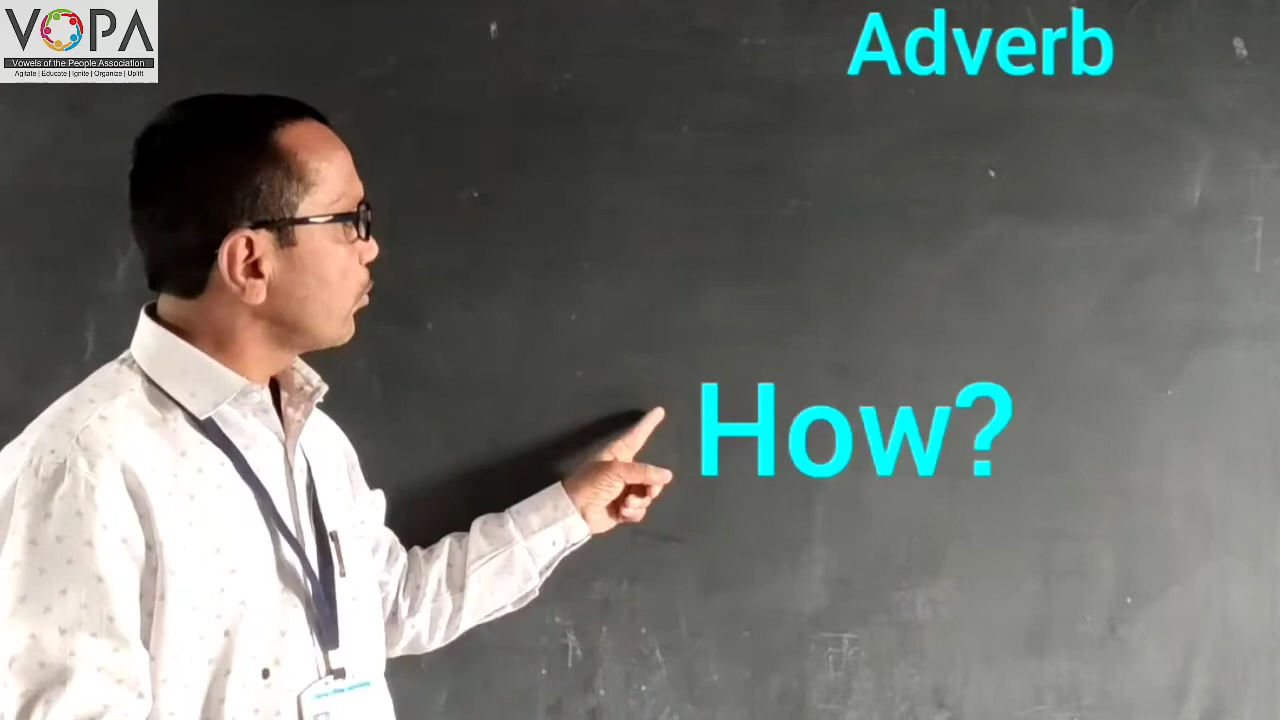 VOPA
Vowels of the People Association
Agitate | Educate | Ignite | Organize | Uplift
Adverb
How?